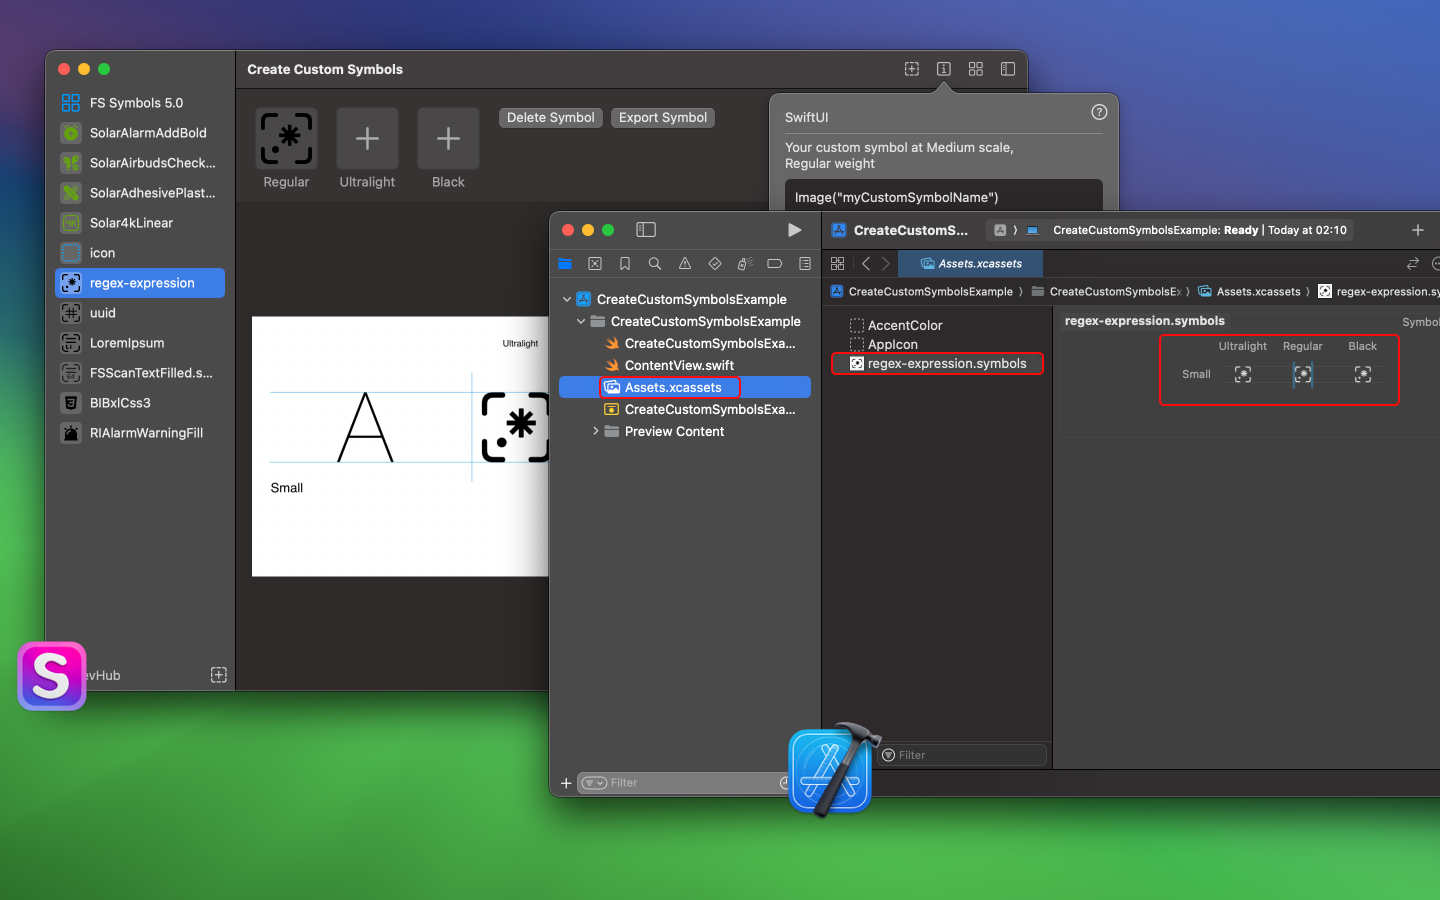 Create Custom Symbols
FS Symbols 5.0
SolarAlarmAddBold
SolarAirbudsCheck...
SolarAdhesivePlast...
Solar4kLinear
icon
regex-expression
uuid
LoremIpsum
FSScanTextFilled.s...
BIBxlCss3
RIAlarmWarningFill
evHub
Regular
Ultralight
Black
Delete Symbol
Export Symbol
Ultralight
A
Small
SwiftUI
?
Your custom symbol at Medium scale,
Regular weight
Image("myCustomSymbolName")
CreateCustomS...
CreateCustomSymbolsExample: Ready | Today at 02:10
Assets.xcassets
CreateCustomSymbolsExample
CreateCustomSymbolsEx
Assets.xcassets
regex-expression.sy
CreateCustomSymbolsExample
CreateCustomSymbolsExample
CreateCustomSymbolsExa...
ContentView.swift
Assets.xcassets
CreateCustomSymbolsExa...
Preview Content
Filter
AccentColor
AppIcon
regex-expression.symbols
Filter
regex-expression.symbols
Symbol
Ultralight
Regular
Black
Small
S